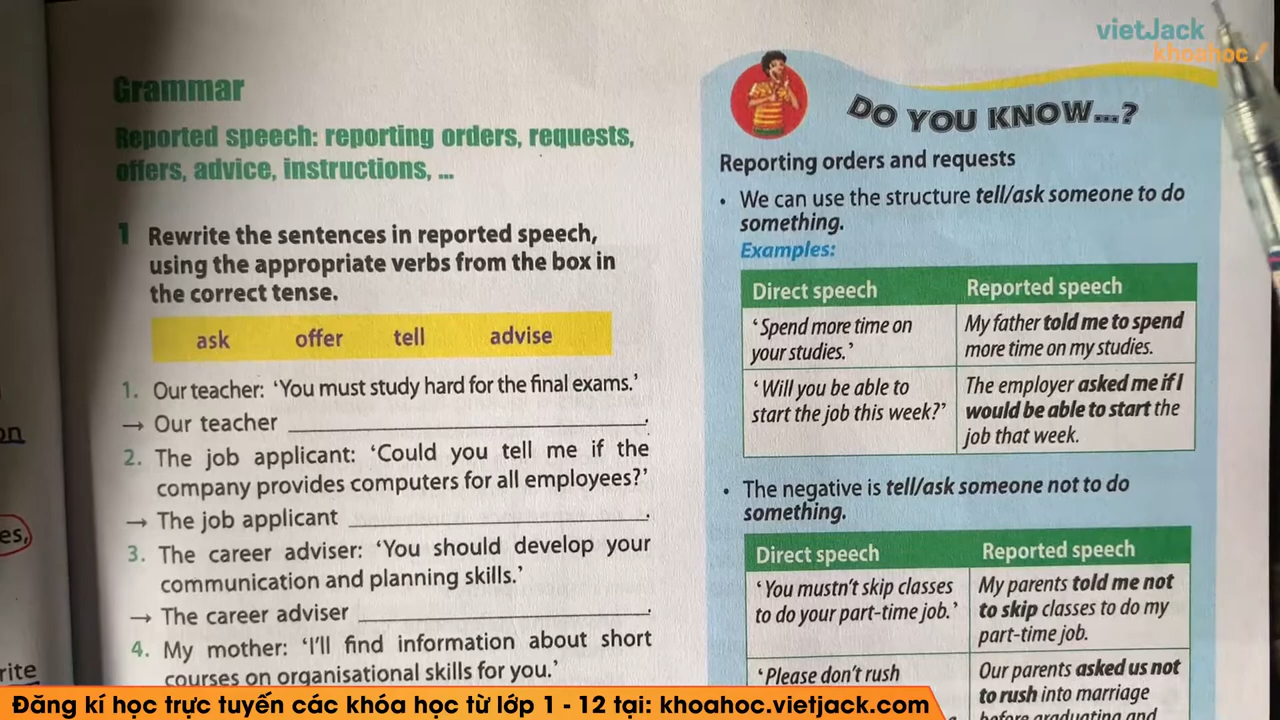 vietJack
khoahoc
Grammar
Reported speech: reporting orders, requests,
offers, advice, instructions, ...
1 Rewrite the sentences in reported speech,
using the appropriate verbs from the box in
the correct tense.
ask offer tell advise
1. Our teacher: ‘You must study hard for the final exams.’
→ Our teacher ______.
2. The job applicant: ‘Could you tell me if the
company provides computers for all employees?’
→ The job applicant ______.
3. The career adviser: ‘You should develop your
communication and planning skills.’
→ The career adviser ______.
4. My mother: ‘I’ll find information about short
courses on organisational skills for you.’
on
es,
rite
DO YOU KNOW...?
Reporting orders and requests
• We can use the structure tell/ask someone to do
something.
Examples:
Direct speech Reported speech
‘Spend more time on
your studies.’
My father told me to spend
more time on my studies.
‘Will you be able to
start the job this week?’
The employer asked me if I
would be able to start the
job that week.
• The negative is tell/ask someone not to do
something.
Direct speech Reported speech
‘You mustn’t skip classes
to do your part-time job.’
My parents told me not
to skip classes to do my
part-time job.
‘Please don’t rush
Our parents asked us not
to rush into marriage
before graduating and
Đăng kí học trực tuyến các khóa học từ lớp 1 - 12 tại: khoahoc.vietjack.com